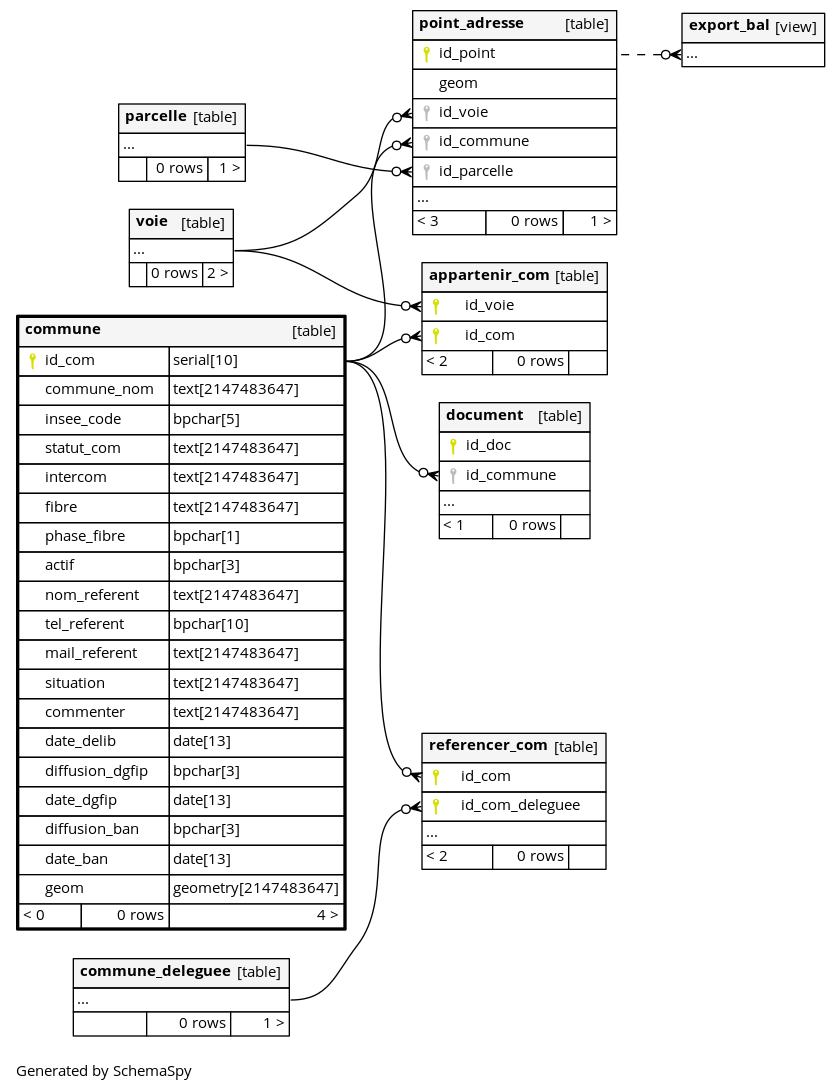 point_adresse [table]
id_point
geom
id_voie
id_commune
id_parcelle
...
< 3 0 rows 1 >
export_bal [view]
...
parcelle [table]
...
0 rows 1 >
voie [table]
...
0 rows 2 >
appartenir_com [table]
id_voie
id_com
< 2 0 rows
commune [table]
id_com serial[10]
commune_nom text[2147483647]
insee_code bpchar[5]
statut_com text[2147483647]
intercom text[2147483647]
fibre text[2147483647]
phase_fibre bpchar[1]
actif bpchar[3]
nom_referent text[2147483647]
tel_referent bpchar[10]
mail_referent text[2147483647]
situation text[2147483647]
commenter text[2147483647]
date_delib date[13]
diffusion_dgfip bpchar[3]
date_dgfip date[13]
diffusion_ban bpchar[3]
date_ban date[13]
geom geometry[2147483647]
< 0 0 rows 4 >
document [table]
id_doc
id_commune
...
< 1 0 rows
referencer_com [table]
id_com
id_com_deleguee
...
< 2 0 rows
commune_deleguee [table]
...
0 rows 1 >
Generated by SchemaSpy